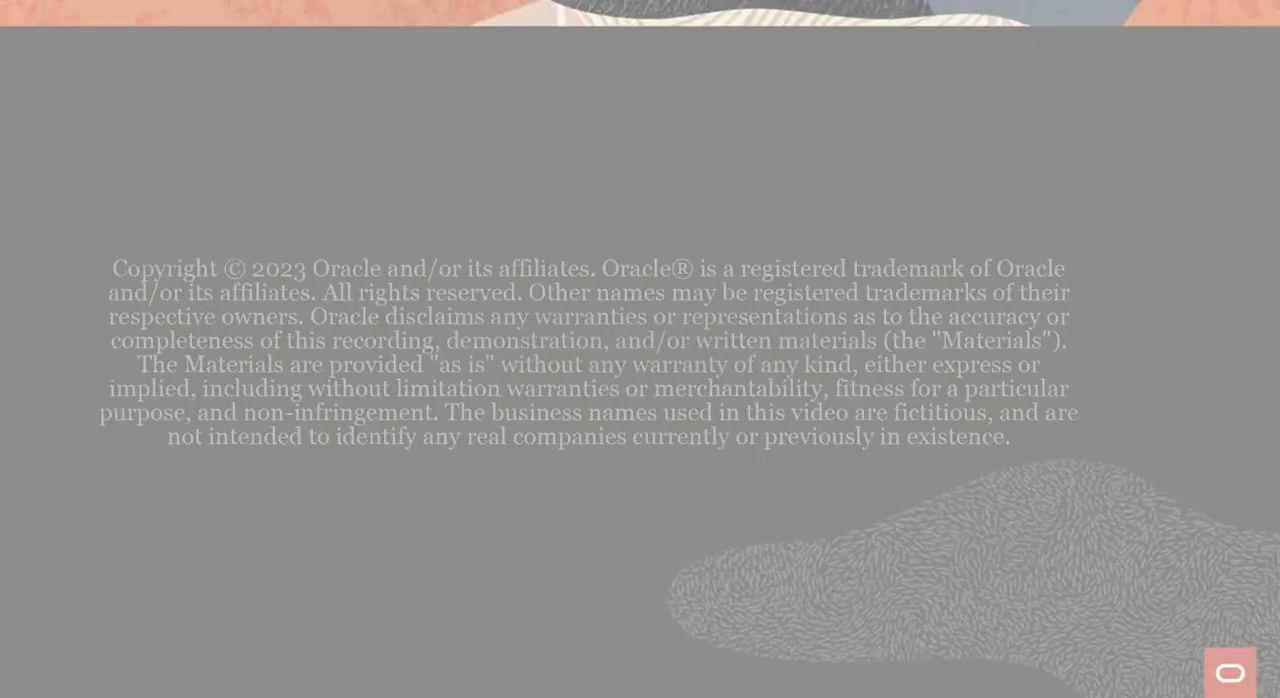 Copyright © 2023 Oracle and/or its affiliates. Oracle® is a registered trademark of Oracle
and/or its affiliates. All rights reserved. Other names may be registered trademarks of their
respective owners. Oracle disclaims any warranties or representations as to the accuracy or
completeness of this recording, demonstration, and/or written materials (the "Materials").
The Materials are provided "as is" without any warranty of any kind, either express or
implied, including without limitation warranties or merchantability, fitness for a particular
purpose, and non-infringement. The business names used in this video are fictitious, and are
not intended to identify any real companies currently or previously in existence.